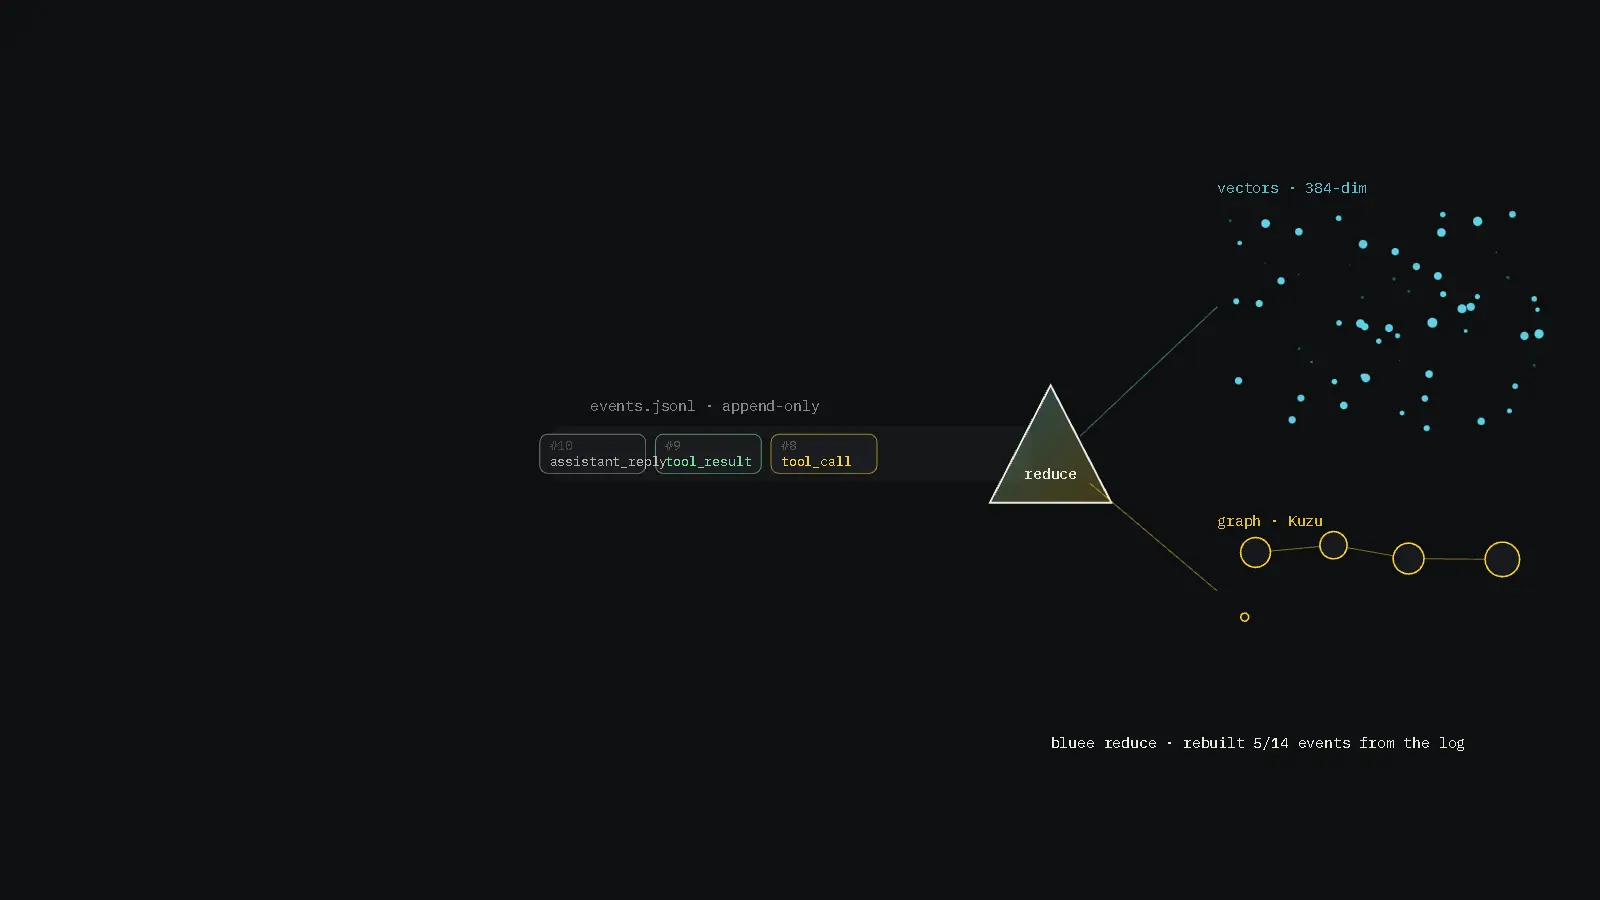 vectors · 384-dim
events.jsonl · append-only
#10
assistant_reply
#9
tool_result
#8
tool_call
reduce
graph · Kuzu
bluee reduce · rebuilt 5/14 events from the log